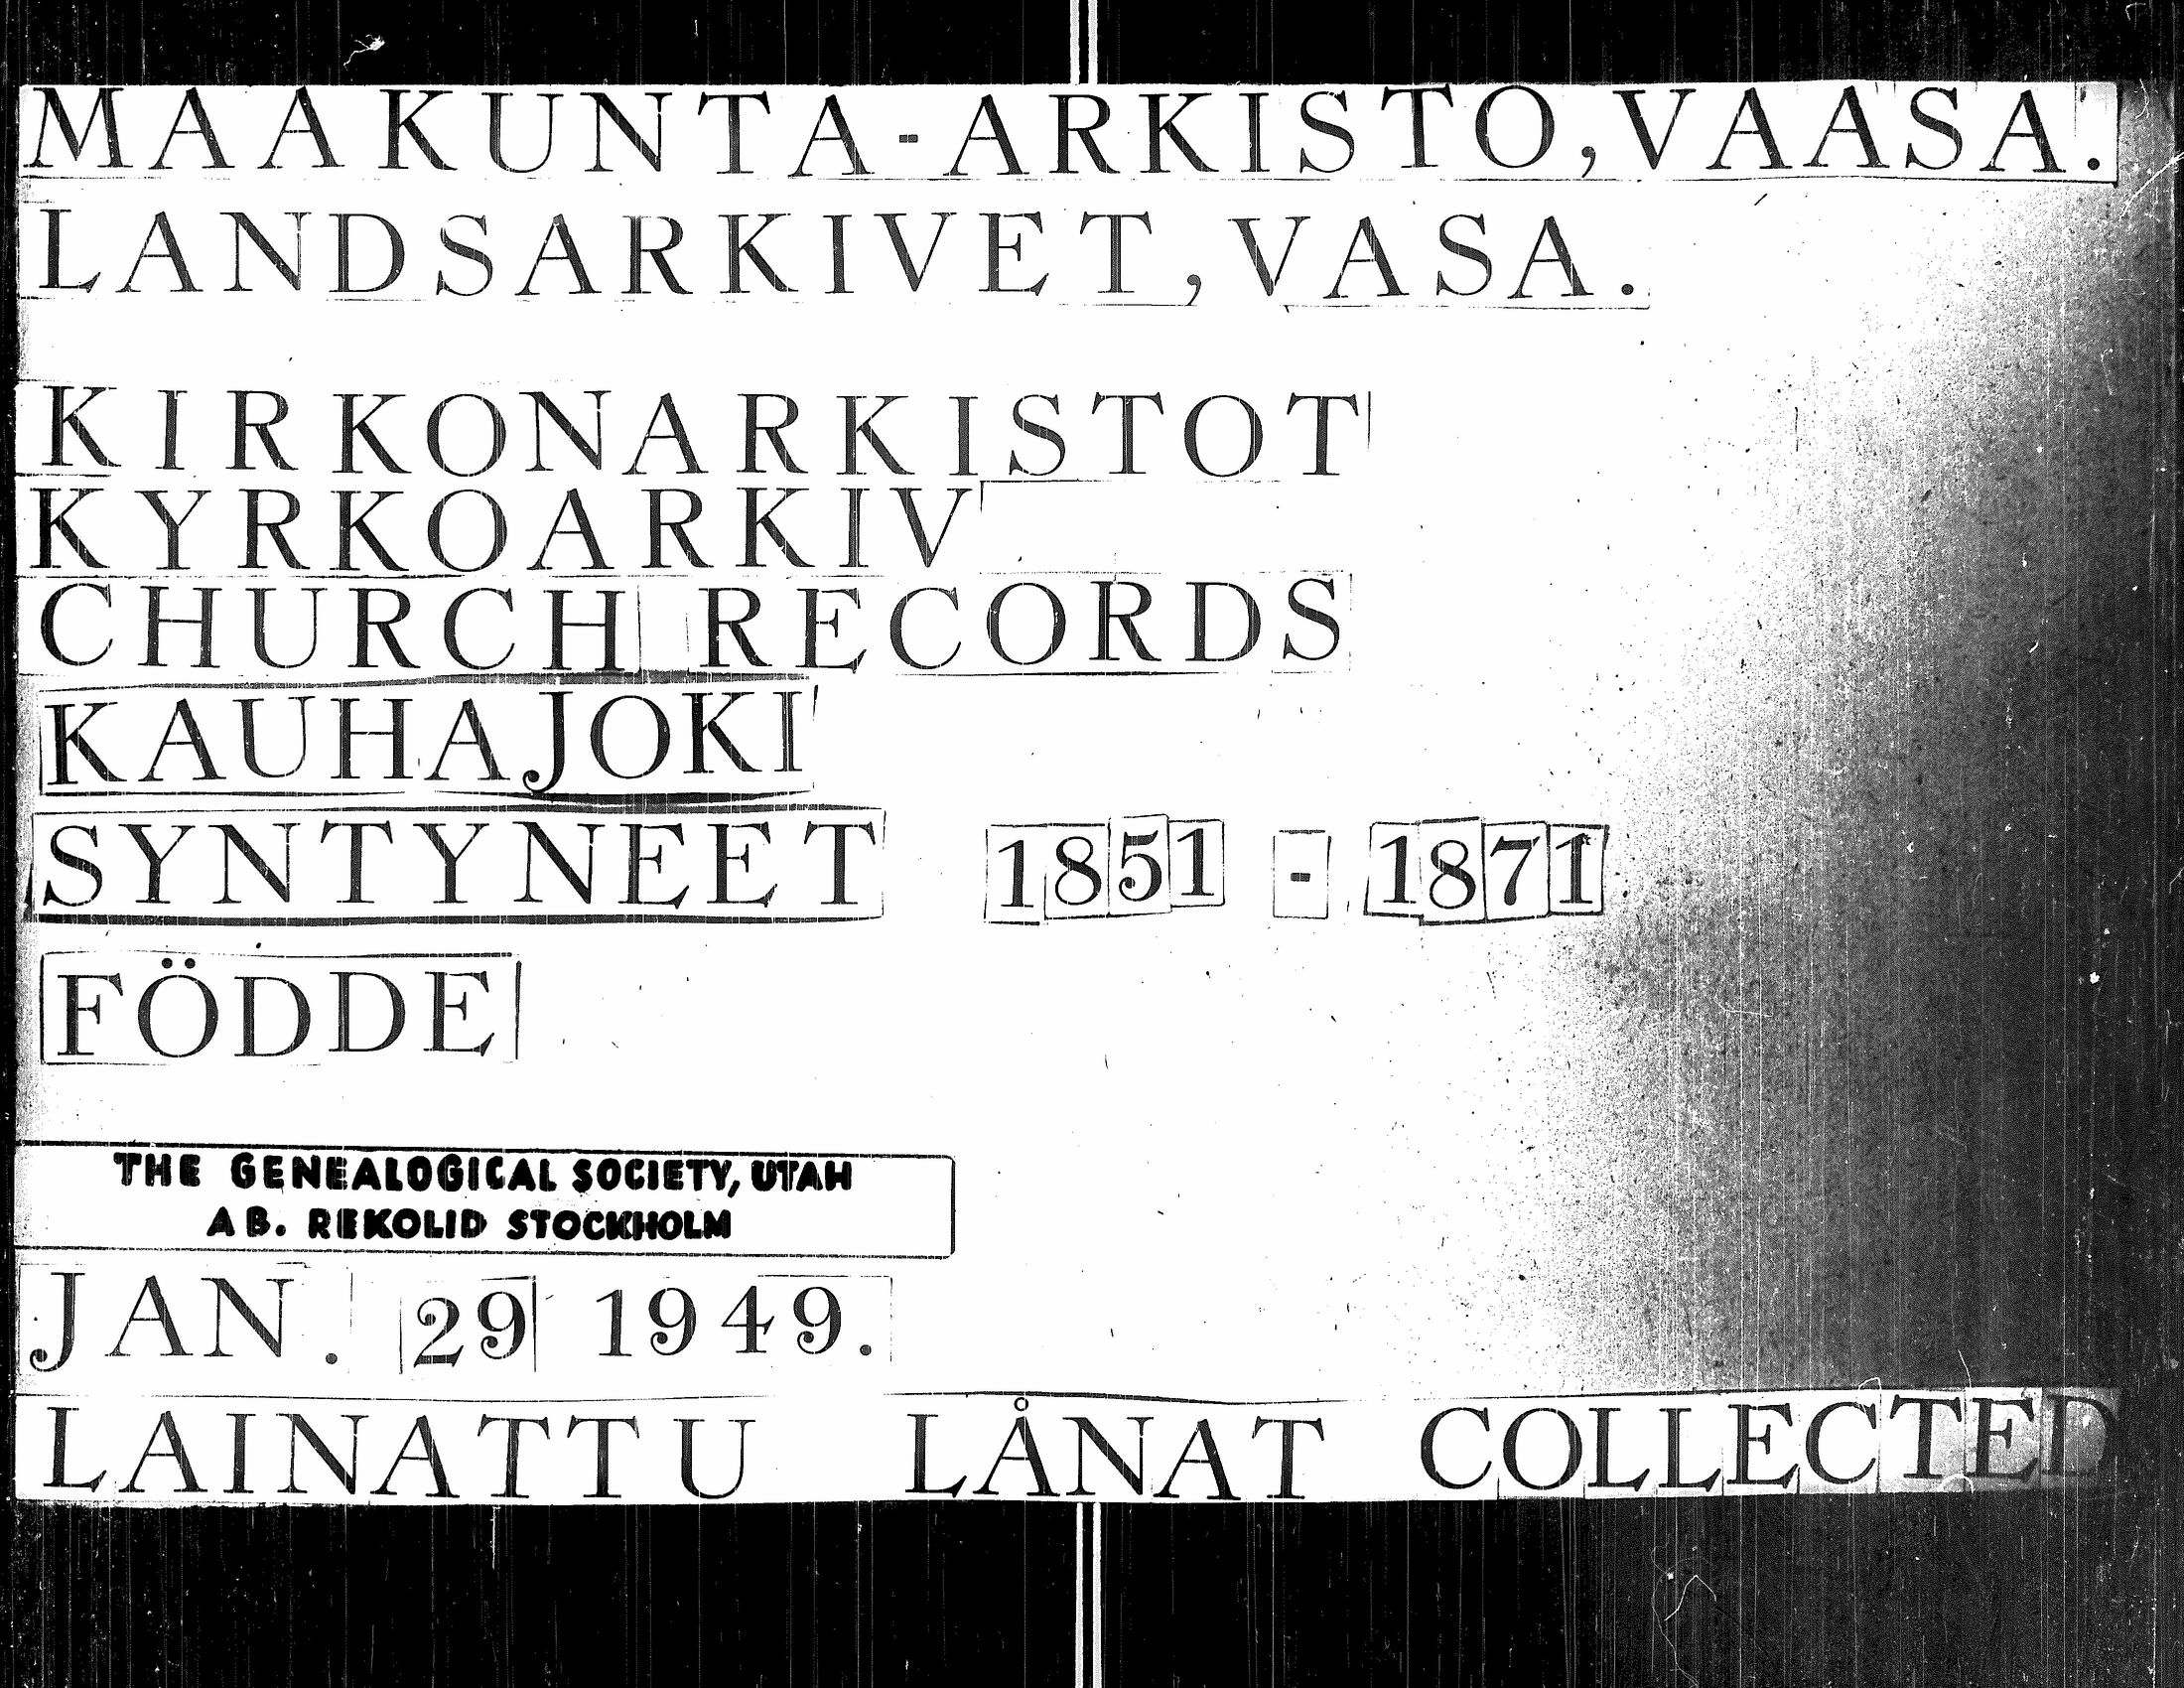 MAAKUNTA-ARKISTO, VAASA.
LANDSARKIVET, VASA.
KIRKONARKISTOT
KYRKOARKIV
CHURCH RECORDS
KAUHAJOKI
SYNTYNEET 1851 - 1871
FÖDDE
THE GENEALOGICAL SOCIETY, UTAH
AB. REKOLID STOCKHOLM
JAN. 29 1949.
LAINATTU LÅNAT COLLECTED